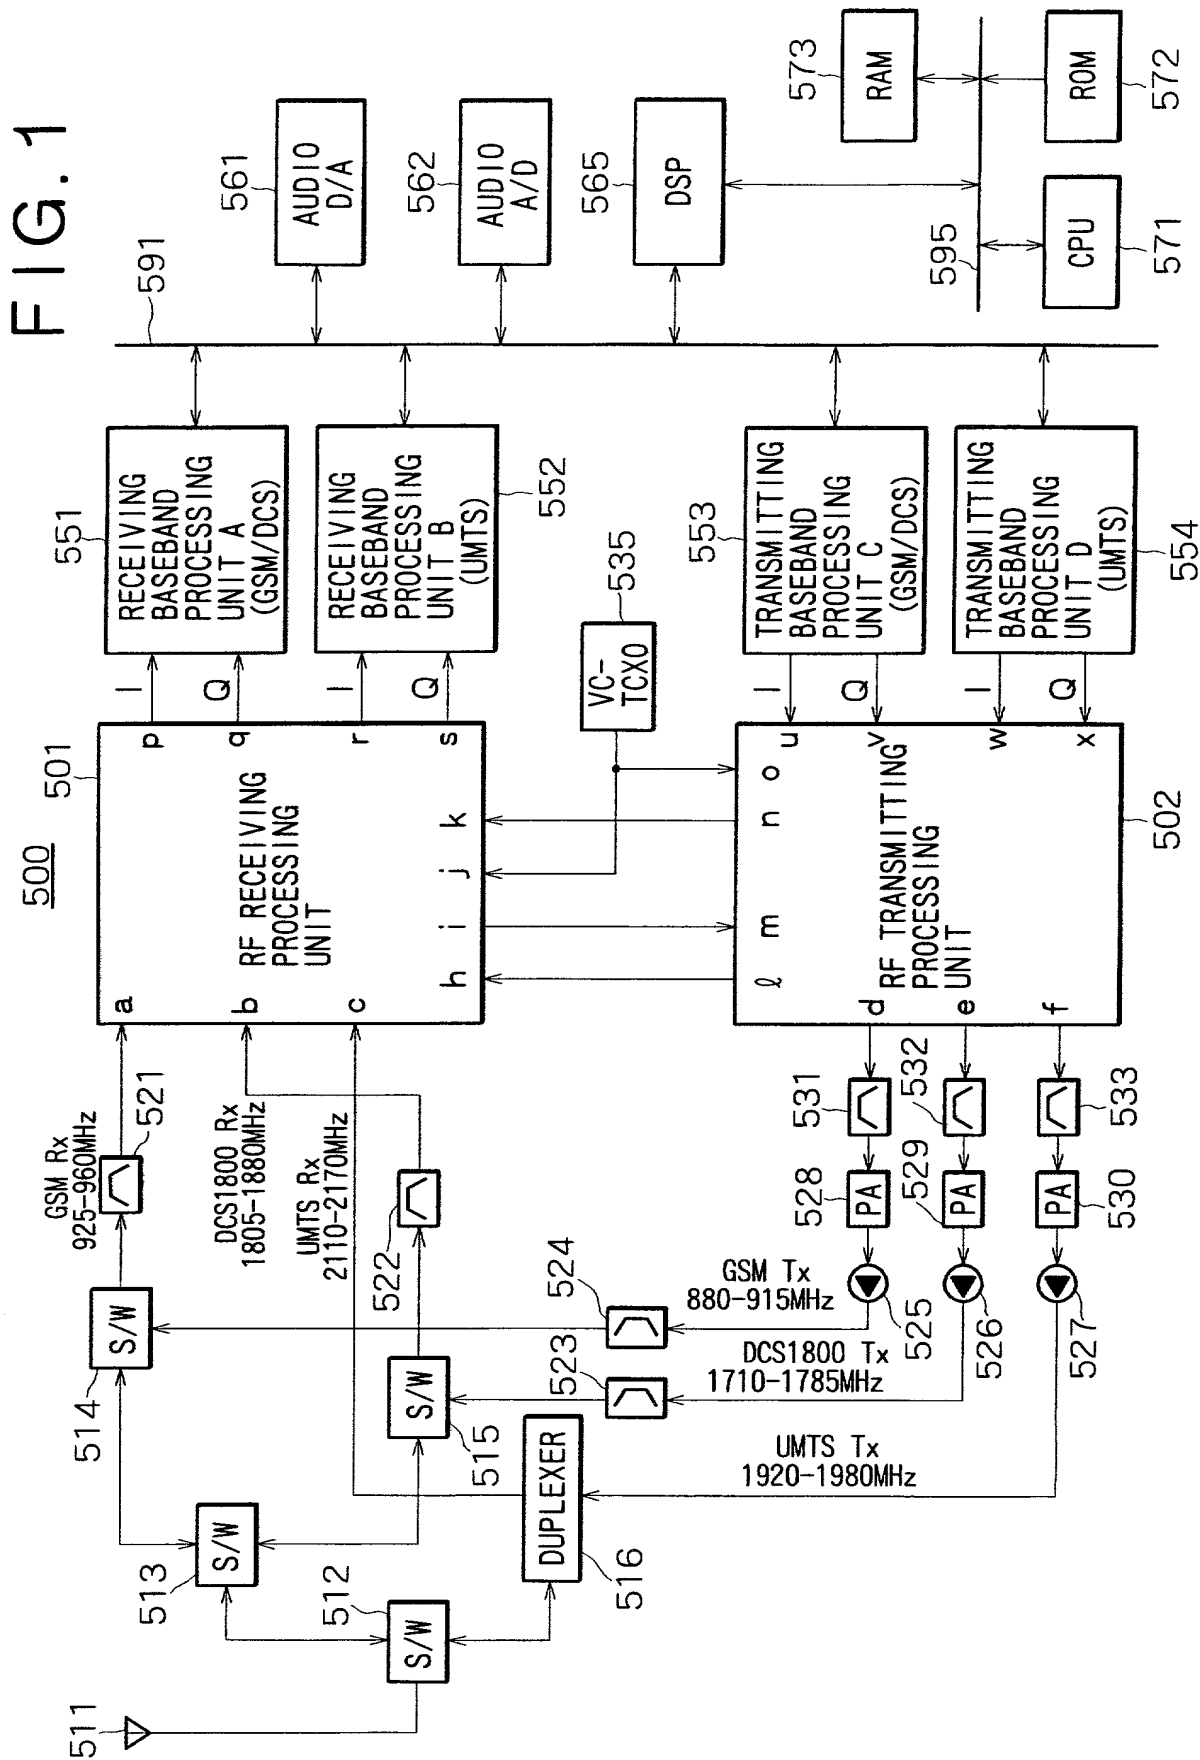 FIG. 1
500
511
512
S/W
513
S/W
514
S/W
515
S/W
516
DUPLEXER
GSM Rx
925-960MHz
521
DCS1800 Rx
1805-1880MHz
UMTS Rx
2110-2170MHz
522
523
524
GSM Tx
880-915MHz
DCS1800 Tx
1710-1785MHz
UMTS Tx
1920-1980MHz
525
526
527
528
PA
529
PA
530
PA
531
532
533
501
RF RECEIVING
PROCESSING
UNIT
a
b
c
h
i
j
k
p
q
r
s
502
RF TRANSMITTING
PROCESSING
UNIT
d
e
f
ℓ
m
n
o
u
v
w
x
VC-
TCXO
535
I
Q
I
Q
I
Q
I
Q
551
RECEIVING
BASEBAND
PROCESSING
UNIT A
(GSM/DCS)
552
RECEIVING
BASEBAND
PROCESSING
UNIT B
(UMTS)
553
TRANSMITTING
BASEBAND
PROCESSING
UNIT C
(GSM/DCS)
554
TRANSMITTING
BASEBAND
PROCESSING
UNIT D
(UMTS)
591
561
AUDIO
D/A
562
AUDIO
A/D
565
DSP
595
573
RAM
572
ROM
571
CPU